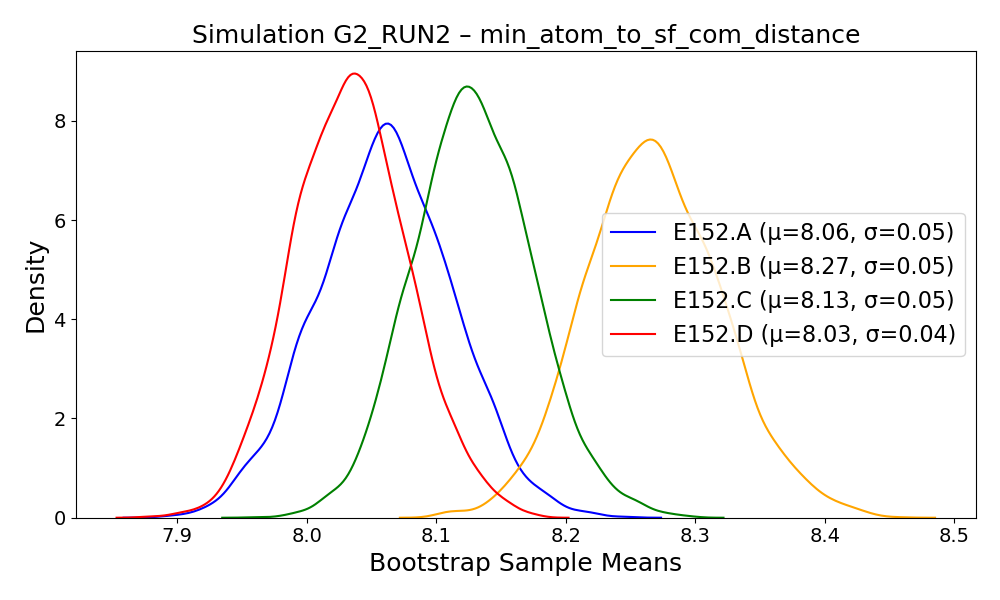 Simulation G2_RUN2 – min_atom_to_sf_com_distance
Density
8
6
4
2
0
E152.A (μ=8.06, σ=0.05)
E152.B (μ=8.27, σ=0.05)
E152.C (μ=8.13, σ=0.05)
E152.D (μ=8.03, σ=0.04)
7.9 8.0 8.1 8.2 8.3 8.4 8.5
Bootstrap Sample Means